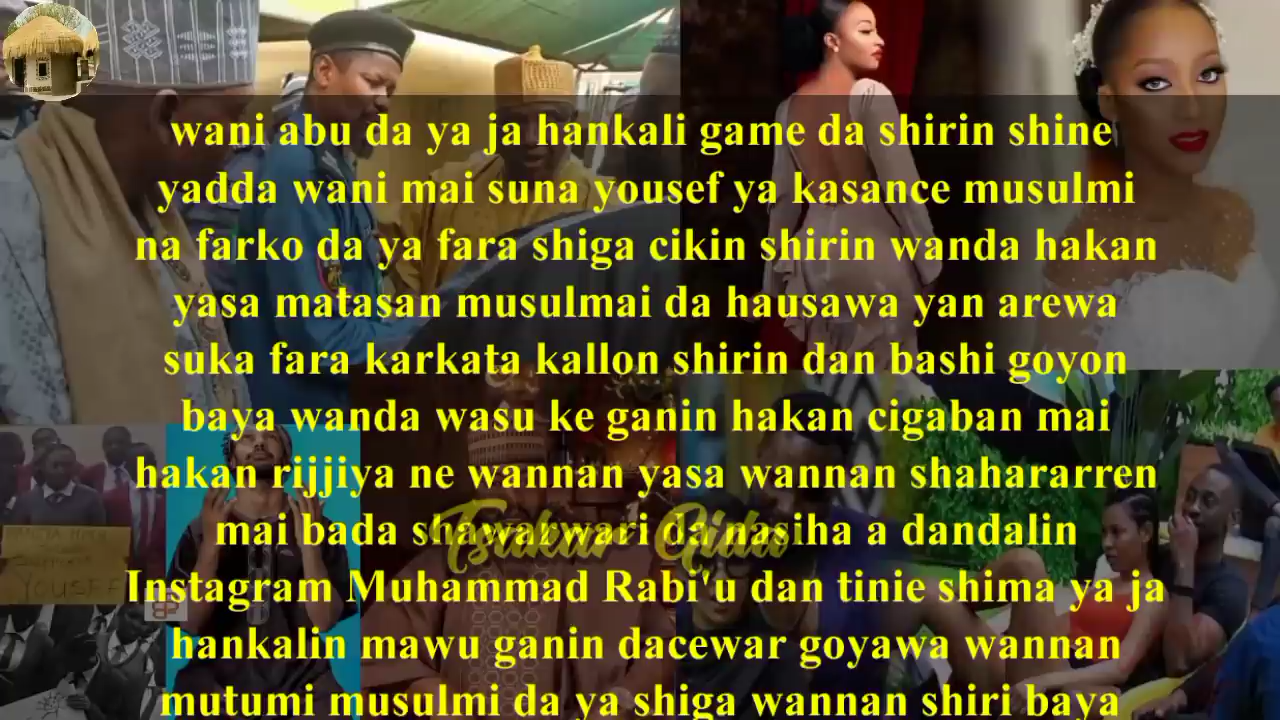 wani abu da ya ja hankali game da shirin shine
yadda wani mai suna yousef ya kasance musulmi
na farko da ya fara shiga cikin shirin wanda hakan
yasa matasan musulmai da hausawa yan arewa
suka fara karkata kallon shirin dan bashi goyon
baya wanda wasu ke ganin hakan cigaban mai
hakan rijjiya ne wannan yasa wannan shahararren
mai bada shawarwari da nasiha a dandalin
Tsakar Gida
Instagram Muhammad Rabi'u dan tinie shima ya ja
YOUSEF
hankalin mawu ganin dacewar goyawa wannan
mutumi musulmi da ya shiga wannan shiri baya